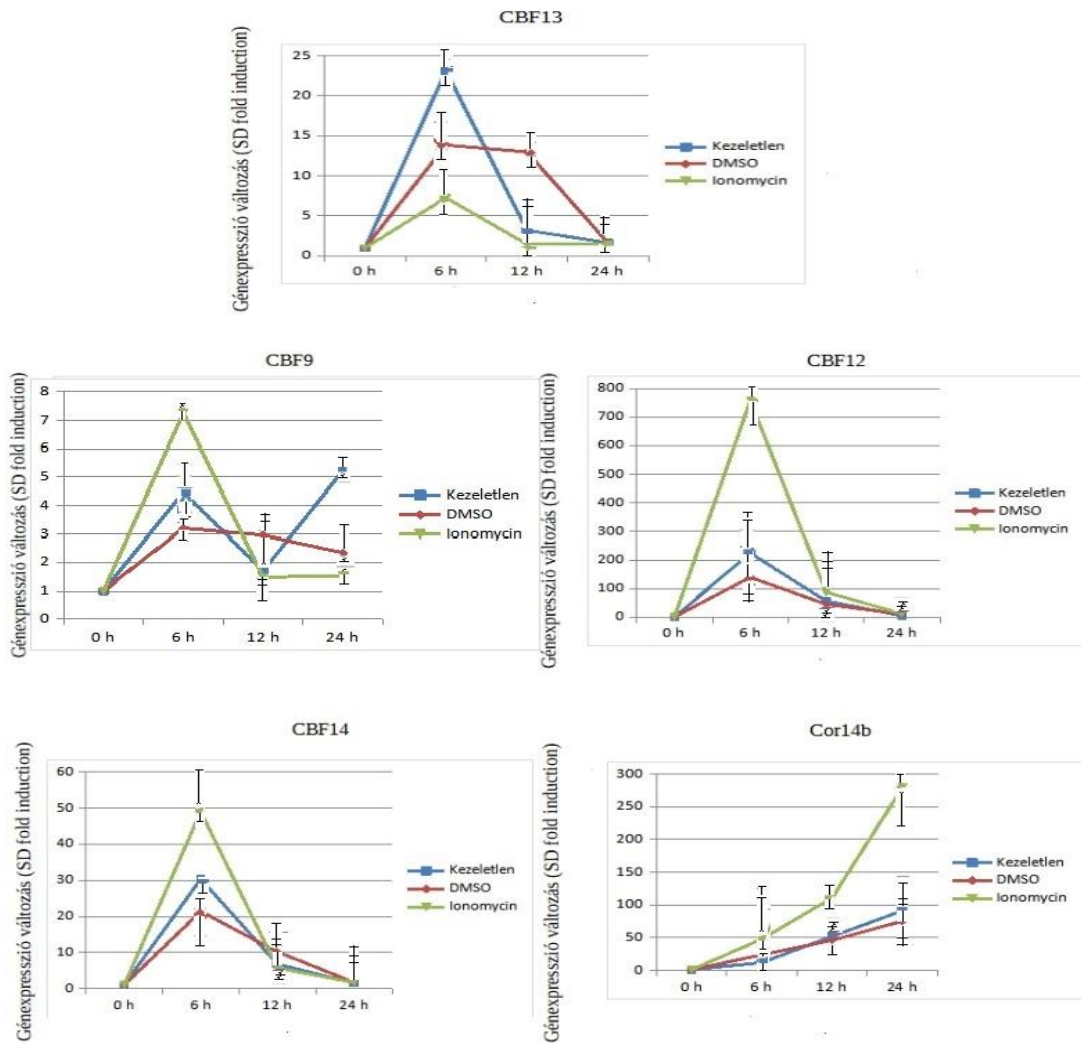 CBF13
Génexpresszió változás (SD fold induction)
25
20
15
10
5
0
0 h 6 h 12 h 24 h
Kezeletlen
DMSO
Ionomycin
CBF9
Génexpresszió változás (SD fold induction)
8
7
6
5
4
3
2
1
0
0 h 6 h 12 h 24 h
Kezeletlen
DMSO
Ionomycin
CBF12
Génexpresszió változás (SD fold induction)
800
700
600
500
400
300
200
100
0
0 h 6 h 12 h 24 h
Kezeletlen
DMSO
Ionomycin
CBF14
Génexpresszió változás (SD fold induction)
60
50
40
30
20
10
0
0 h 6 h 12 h 24 h
Kezeletlen
DMSO
Ionomycin
Cor14b
Génexpresszió változás (SD fold induction)
300
250
200
150
100
50
0
0 h 6 h 12 h 24 h
Kezeletlen
DMSO
Ionomycin